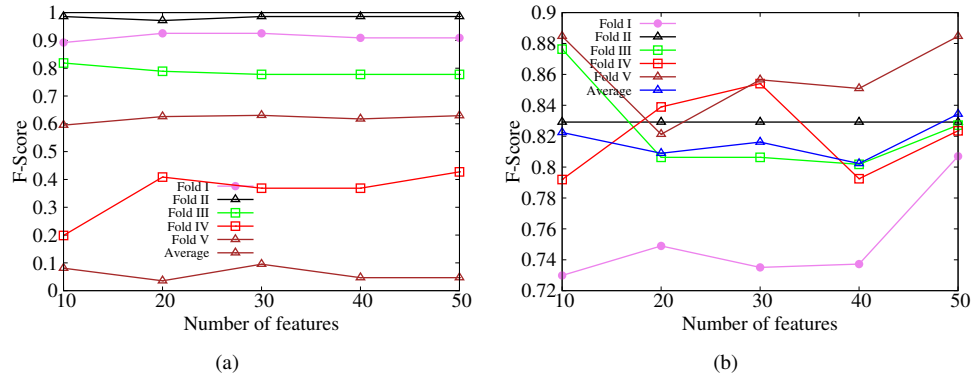 1
0.9
0.8
0.7
0.6
0.5
0.4
0.3
0.2
0.1
0
F-Score
Fold I
Fold II
Fold III
Fold IV
Fold V
Average
10 20 30 40 50
Number of features
(a)
0.9
0.88
0.86
0.84
0.82
0.8
0.78
0.76
0.74
0.72
F-Score
Fold I
Fold II
Fold III
Fold IV
Fold V
Average
10 20 30 40 50
Number of features
(b)